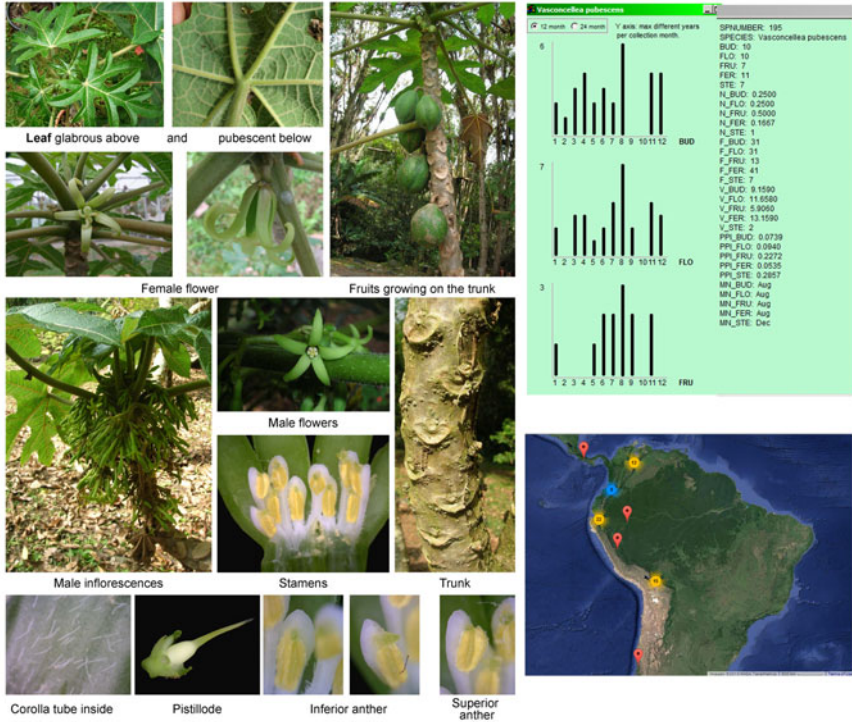 Leaf glabrous above and pubescent below
Female flower
Fruits growing on the trunk
Male flowers
Male inflorescences
Stamens
Trunk
Corolla tube inside
Pistillode
Inferior anther
Superior
anther
Vasconcellea pubescens
12 month
24 month
Y axis: max different years
per collection month.
6
1 2 3 4 5 6 7 8 9 10 11 12
BUD
7
1 2 3 4 5 6 7 8 9 10 11 12
FLO
3
1 2 3 4 5 6 7 8 9 10 11 12
FRU
SPNUMBER: 195
SPECIES: Vasconcellea pubescens
BUD: 10
FLO: 10
FRU: 7
FER: 11
STE: 7
N_BUD: 0.2500
N_FLO: 0.2500
N_FRU: 0.5000
N_FER: 0.1667
N_STE: 1
F_BUD: 31
F_FLO: 31
F_FRU: 13
F_FER: 41
F_STE: 7
V_BUD: 9.1590
V_FLO: 11.6580
V_FRU: 5.9060
V_FER: 13.1590
V_STE: 2
PPI_BUD: 0.0739
PPI_FLO: 0.0940
PPI_FRU: 0.2272
PPI_FER: 0.0535
PPI_STE: 0.2857
MN_BUD: Aug
MN_FLO: Aug
MN_FRU: Aug
MN_FER: Aug
MN_STE: Dec